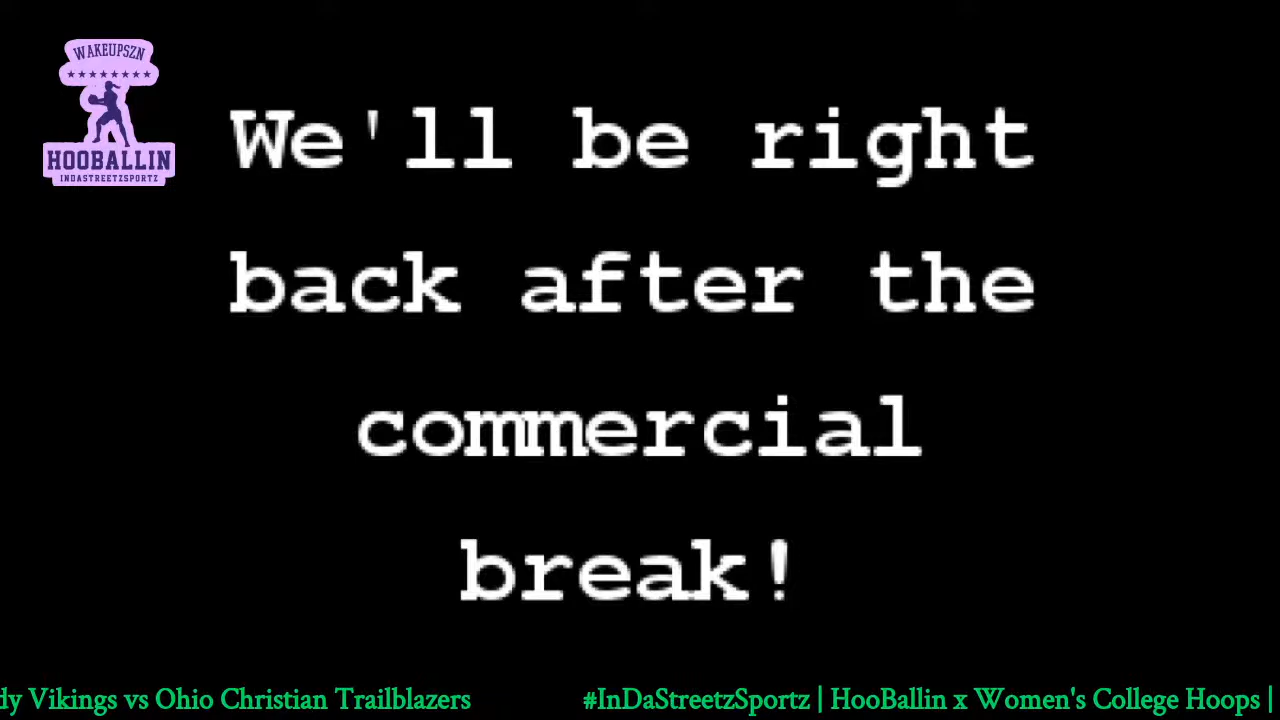 WAKEUPSZN
HOOBALLIN
INDASTREETZSPORTZ
We'll be right
back after the
commercial
break!
dy Vikings vs Ohio Christian Trailblazers #InDaStreetzSportz | HooBallin x Women's College Hoops |